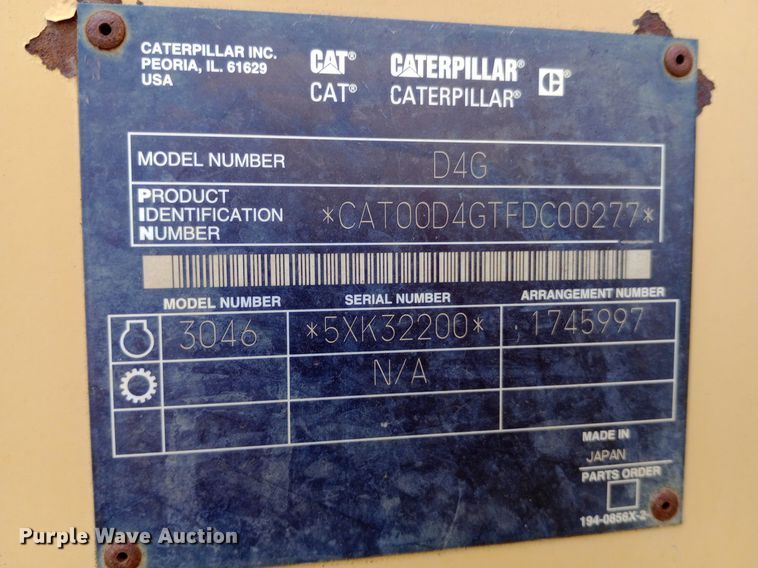 CATERPILLAR INC.
PEORIA, IL. 61629
USA
CAT® CATERPILLAR® C®
CAT® CATERPILLAR®
MODEL NUMBER D4G
PRODUCT
IDENTIFICATION *CAT00D4GTFDC00277*
NUMBER
MODEL NUMBER SERIAL NUMBER ARRANGEMENT NUMBER
3046 *5XK32200* 1745997
N/A
MADE IN
JAPAN
PARTS ORDER
194-0856X-2
Purple Wave Auction